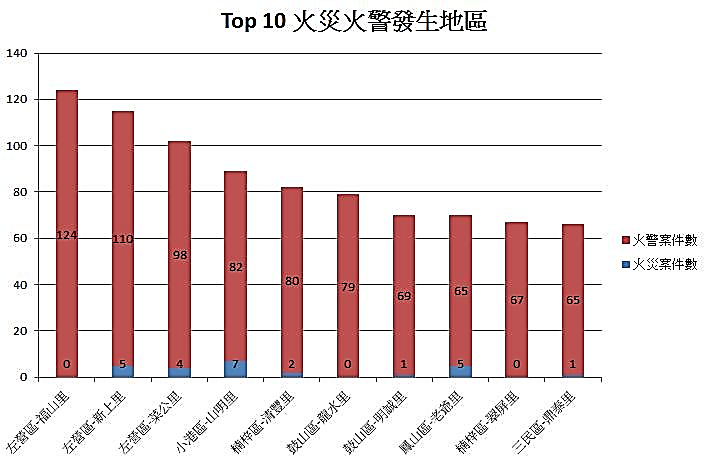 Top 10 火災火警發生地區
140
120
100
80
60
40
20
0
124
110
98
82
80
79
69
65
67
65
0
5
4
7
2
0
1
5
0
1
左營區-福山里
左營區-新上里
左營區-菜公里
小港區-山明里
楠梓區-清豐里
鼓山區-龍水里
鼓山區-明誠里
鳳山區-老爺里
楠梓區-翠屏里
三民區-鼎泰里
火警案件數
火災案件數